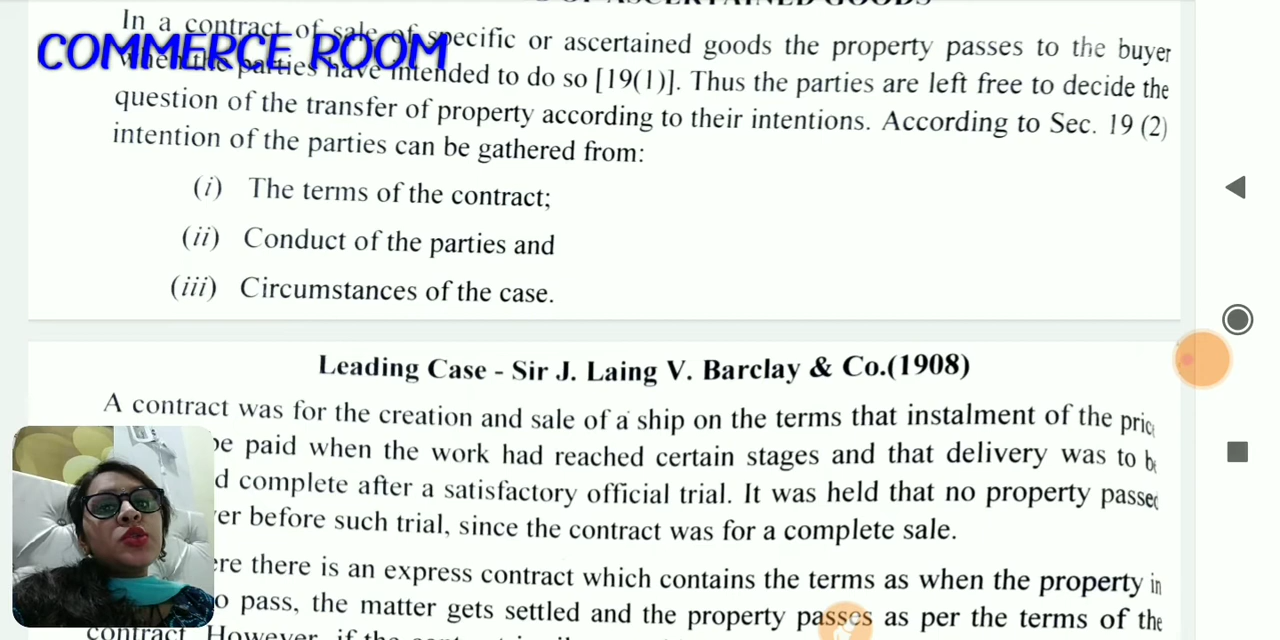 In a contract of sale of specific or ascertained goods the property passes to the buyer
COMMERCE ROOM
when the parties have intended to do so [19(1)]. Thus the parties are left free to decide the
question of the transfer of property according to their intentions. According to Sec. 19 (2)
intention of the parties can be gathered from:
(i) The terms of the contract;
(ii) Conduct of the parties and
(iii) Circumstances of the case.
Leading Case - Sir J. Laing V. Barclay & Co.(1908)
A contract was for the creation and sale of a ship on the terms that instalment of the
be paid when the work had reached certain stages and that delivery was to
complete after a satisfactory official trial. It was held that no property
before such trial, since the contract was for a complete sale.
there is an express contract which contains the terms as when the property in
pass, the matter gets settled and the property passes as per the terms of the
contract. However, if the